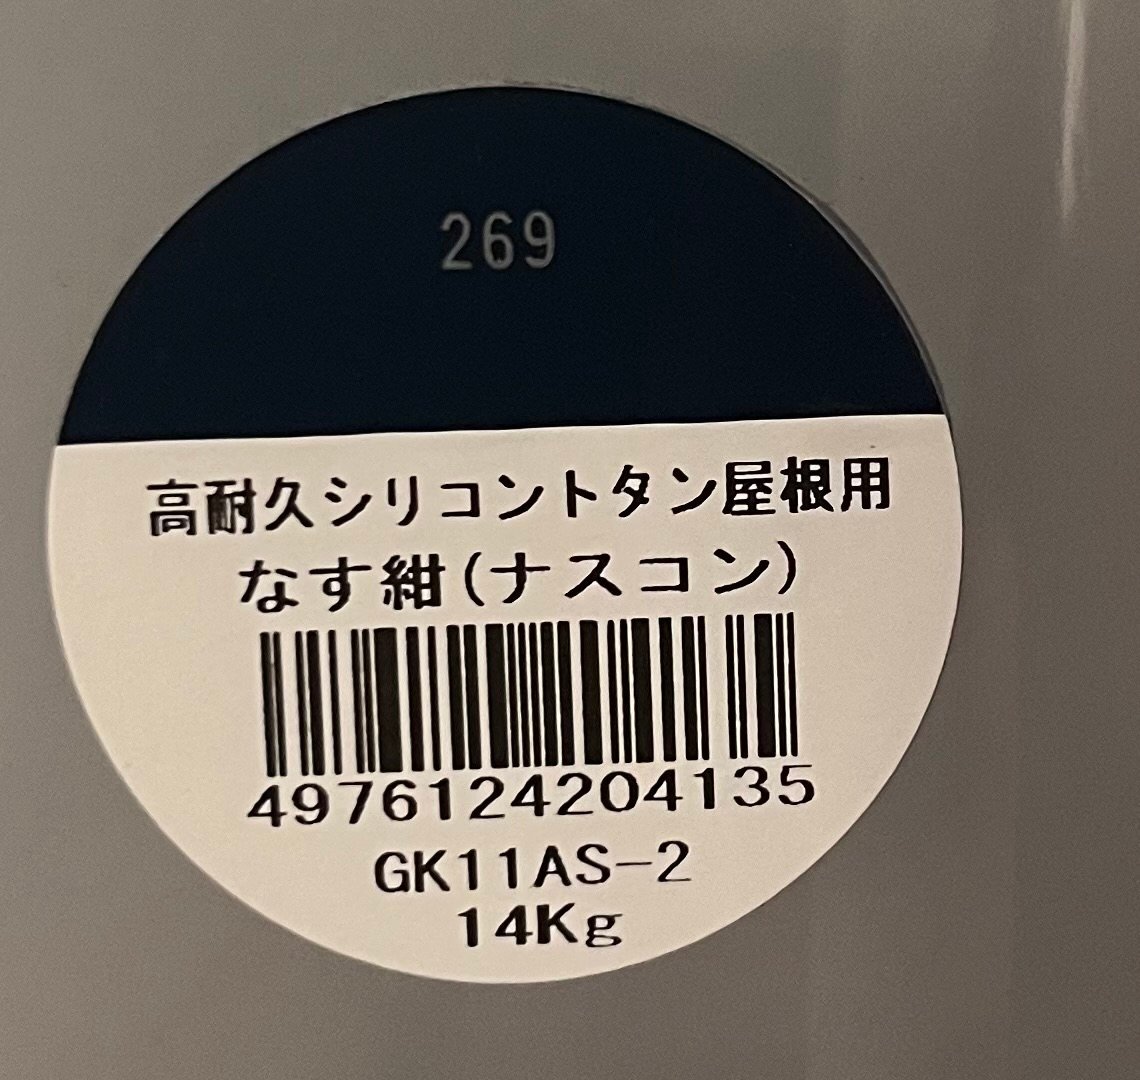 269
高耐久シリコントタン屋根用
なす紺(ナスコン)
4976124204135
GK11AS-2
14Kg